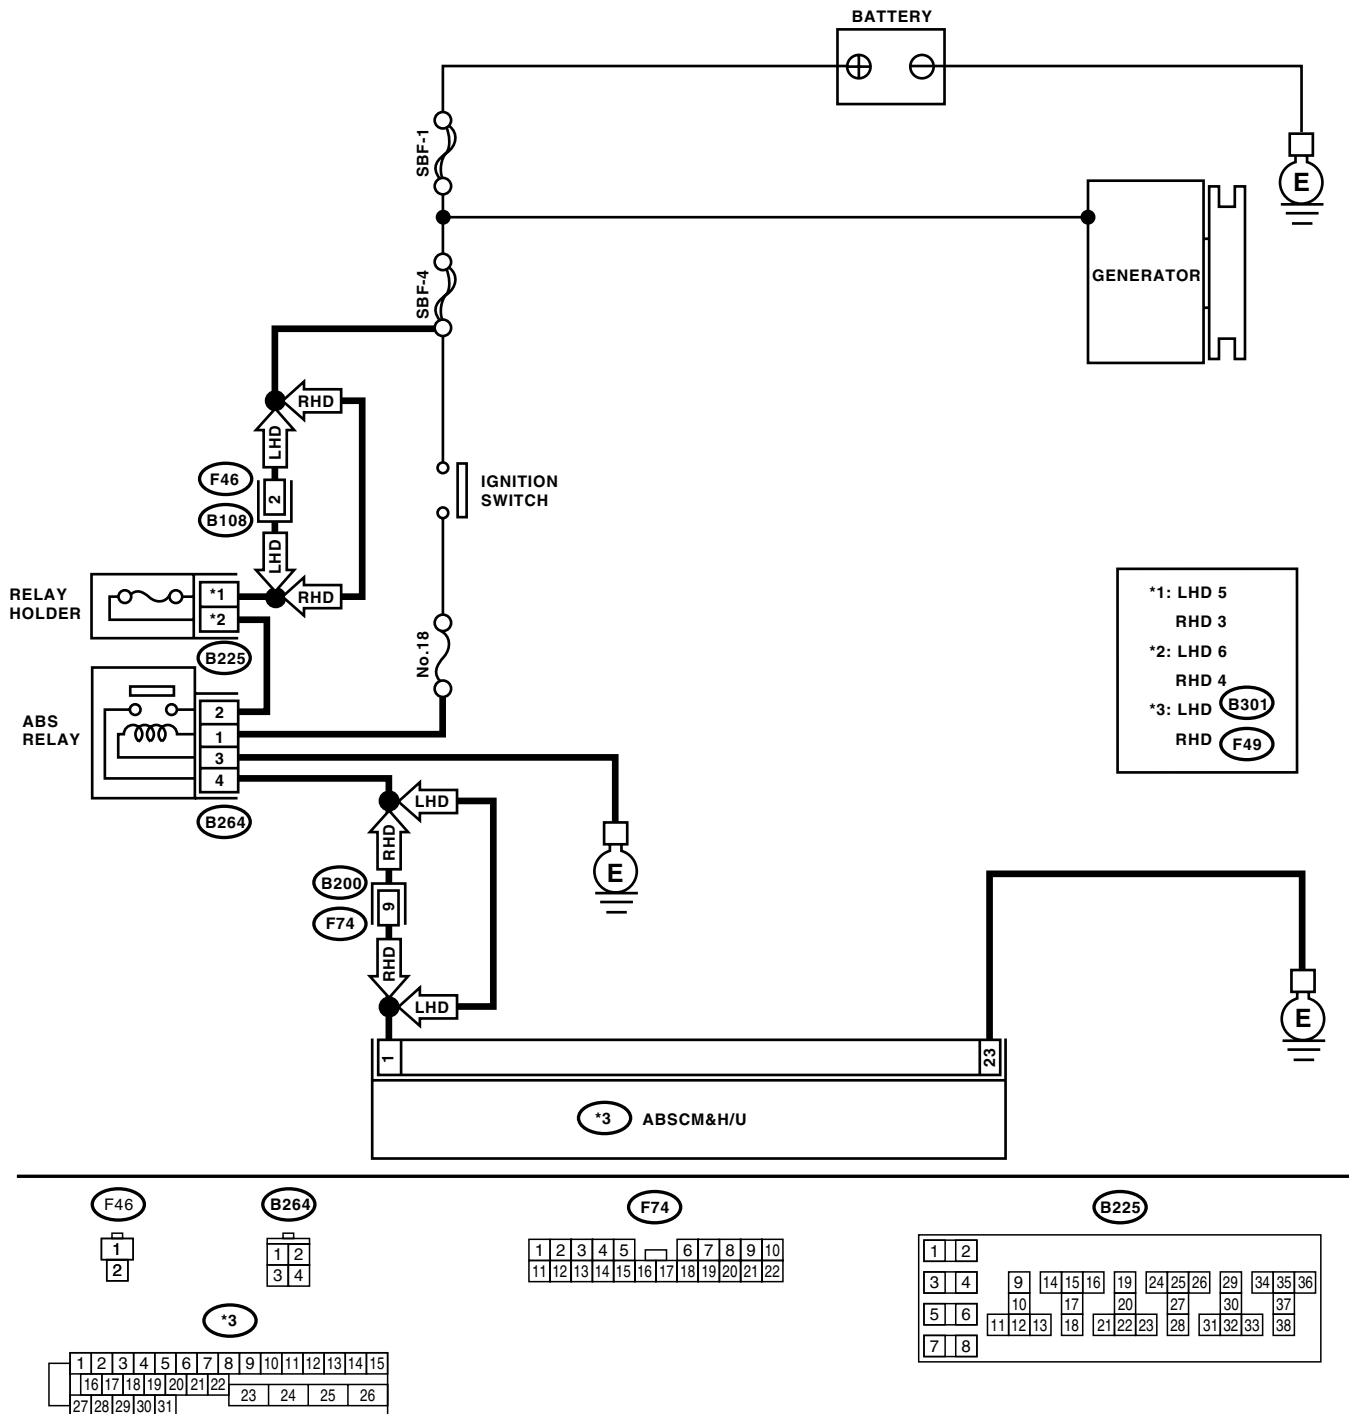 BATTERY
SBF-1
E
GENERATOR
SBF-4
RHD
LHD
F46
2
B108
LHD
RHD
IGNITION
SWITCH
RELAY
HOLDER
*1
*2
B225
No.18
*1: LHD 5
RHD 3
*2: LHD 6
RHD 4
*3: LHD B301
RHD F49
ABS
RELAY
2
1
3
4
B264
LHD
RHD
B200
9
F74
RHD
LHD
E
E
1
23
*3 ABSCM&H/U
F46
1
2
B264
1 2
3 4
F74
1 2 3 4 5 6 7 8 9 10
11 12 13 14 15 16 17 18 19 20 21 22
B225
1 2
3 4 9 14 15 16 19 24 25 26 29 34 35 36
10 17 20 27 30 37
5 6 11 12 13 18 21 22 23 28 31 32 33 38
7 8
*3
1 2 3 4 5 6 7 8 9 10 11 12 13 14 15
16 17 18 19 20 21 22 23 24 25 26
27 28 29 30 31